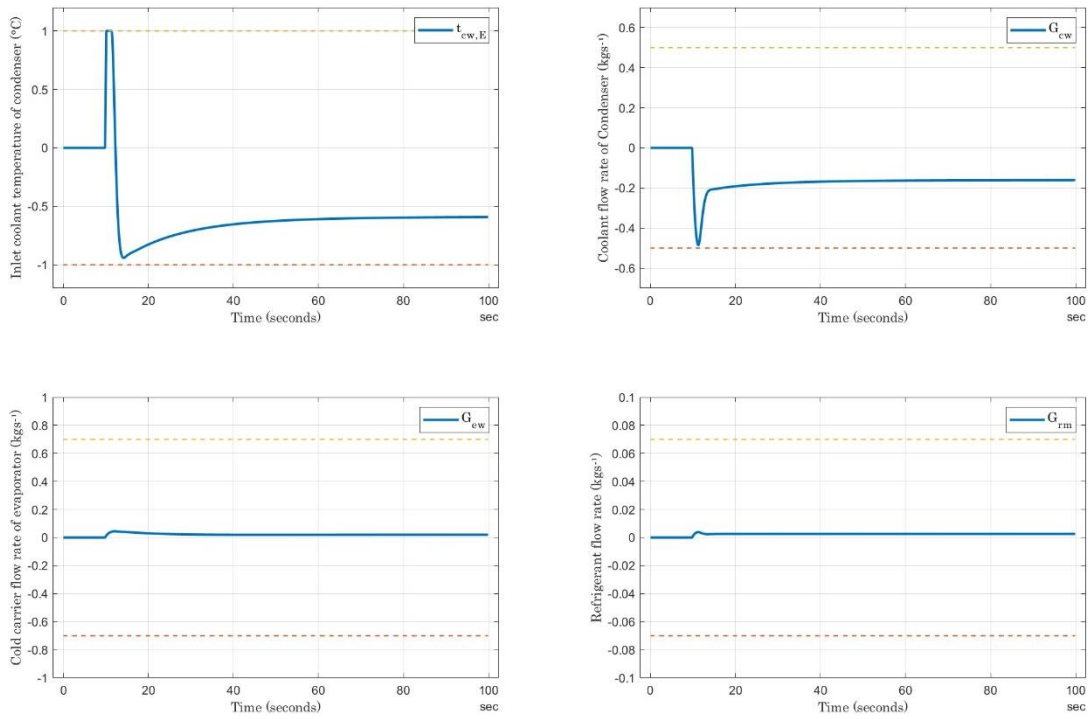 Inlet coolant temperature of condenser (°C)
1
0.5
0
-0.5
-1
t_cw,E
0 20 40 60 80 100
Time (seconds)
sec
Coolant flow rate of Condenser (kgs⁻¹)
0.6
0.4
0.2
0
-0.2
-0.4
-0.6
G_cw
0 20 40 60 80 100
Time (seconds)
sec
Cold carrier flow rate of evaporator (kgs⁻¹)
1
0.8
0.6
0.4
0.2
0
-0.2
-0.4
-0.6
-0.8
-1
G_ew
0 20 40 60 80 100
Time (seconds)
sec
Refrigerant flow rate (kgs⁻¹)
0.1
0.08
0.06
0.04
0.02
0
-0.02
-0.04
-0.06
-0.08
-0.1
G_rm
0 20 40 60 80 100
Time (seconds)
sec